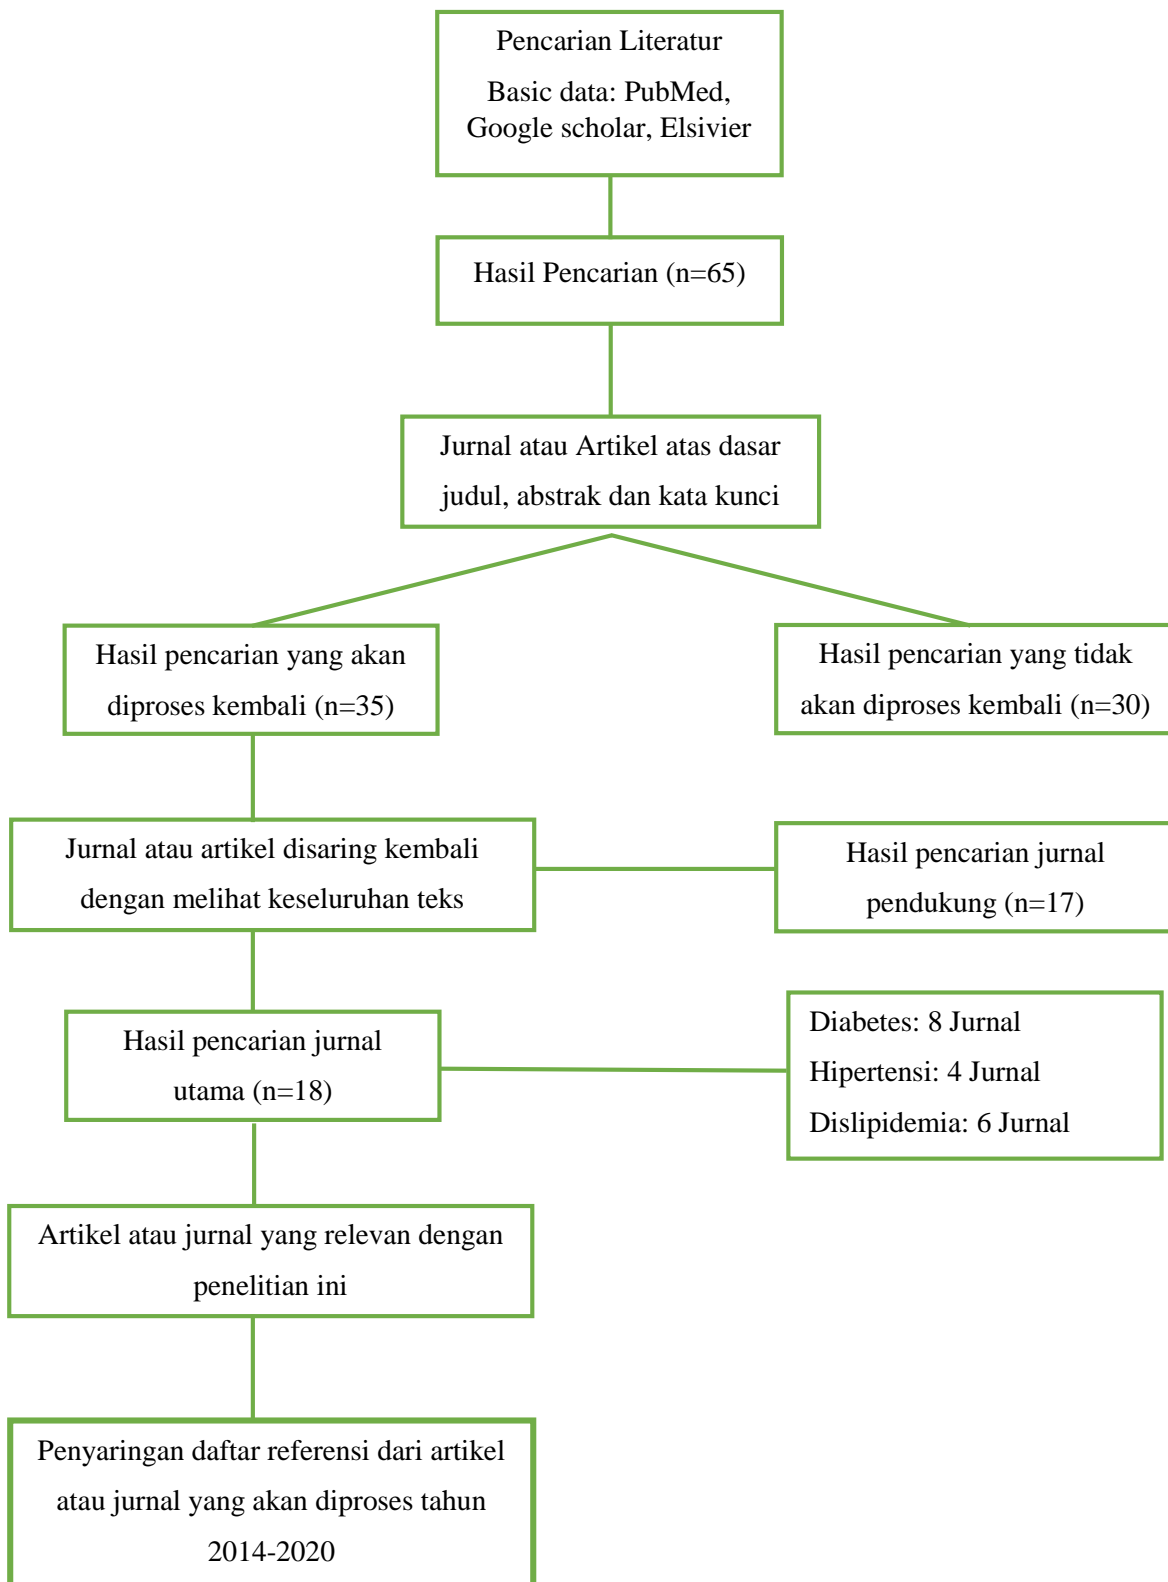 Pencarian Literatur
Basic data: PubMed,
Google scholar, Elsivier
Hasil Pencarian (n=65)
Jurnal atau Artikel atas dasar
judul, abstrak dan kata kunci
Hasil pencarian yang akan
diproses kembali (n=35)
Hasil pencarian yang tidak
akan diproses kembali (n=30)
Jurnal atau artikel disaring kembali
dengan melihat keseluruhan teks
Hasil pencarian jurnal
pendukung (n=17)
Hasil pencarian jurnal
utama (n=18)
Diabetes: 8 Jurnal
Hipertensi: 4 Jurnal
Dislipidemia: 6 Jurnal
Artikel atau jurnal yang relevan dengan
penelitian ini
Penyaringan daftar referensi dari artikel
atau jurnal yang akan diproses tahun
2014-2020